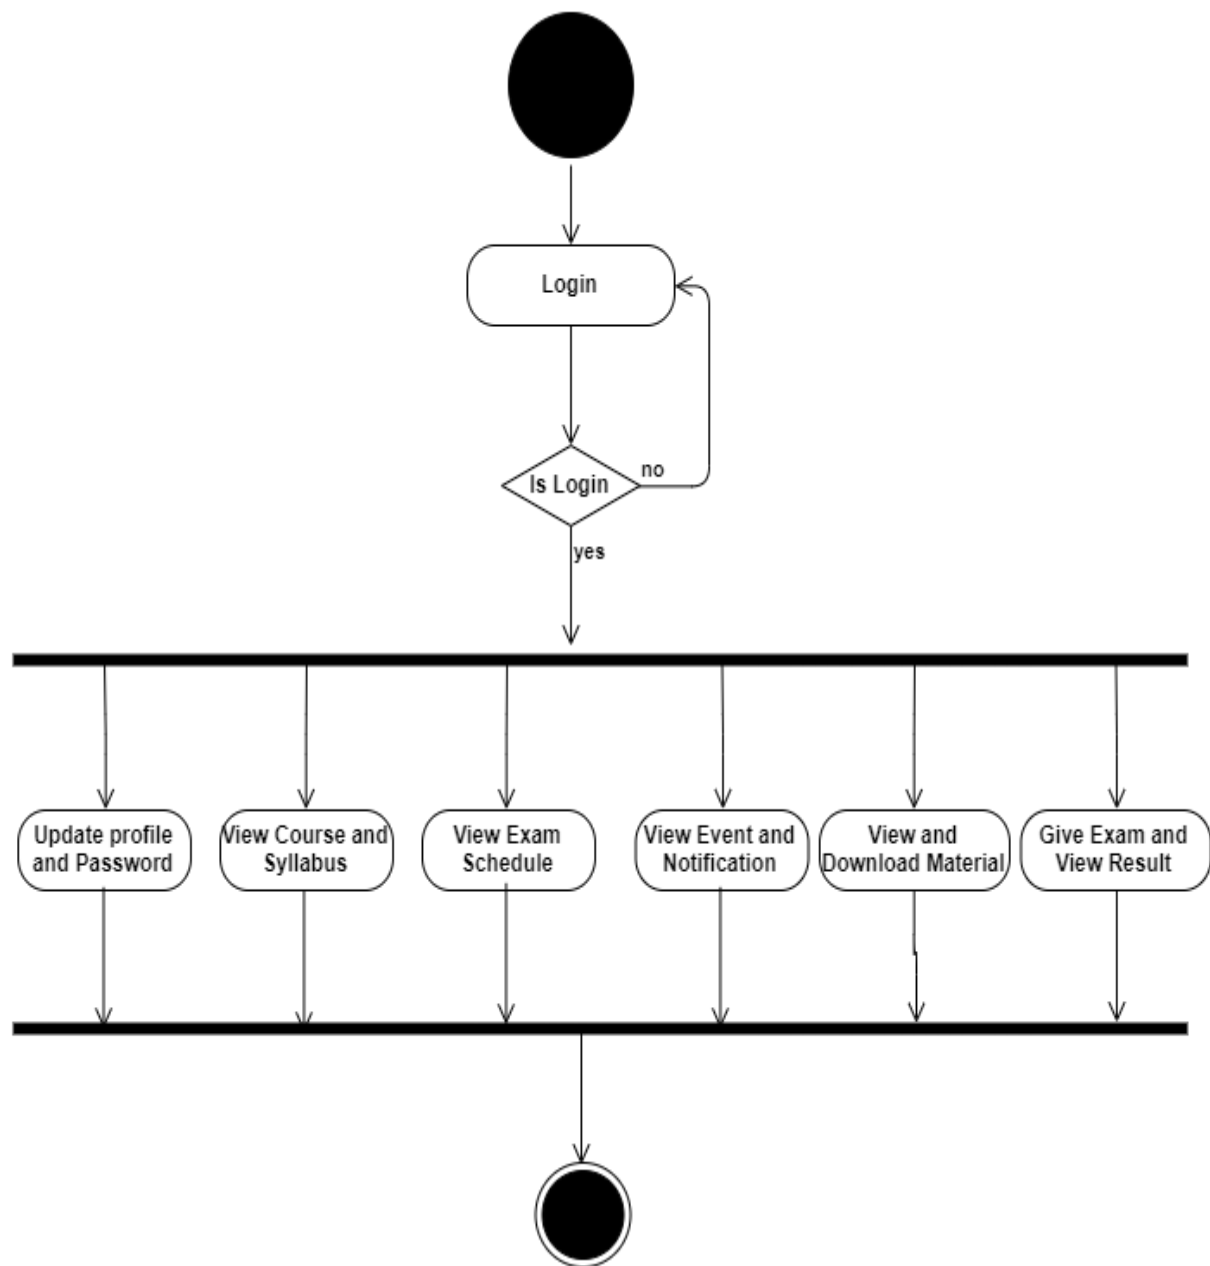 Login
Is Login
no
yes
Update profile
and Password
View Course and
Syllabus
View Exam
Schedule
View Event and
Notification
View and
Download Material
Give Exam and
View Result